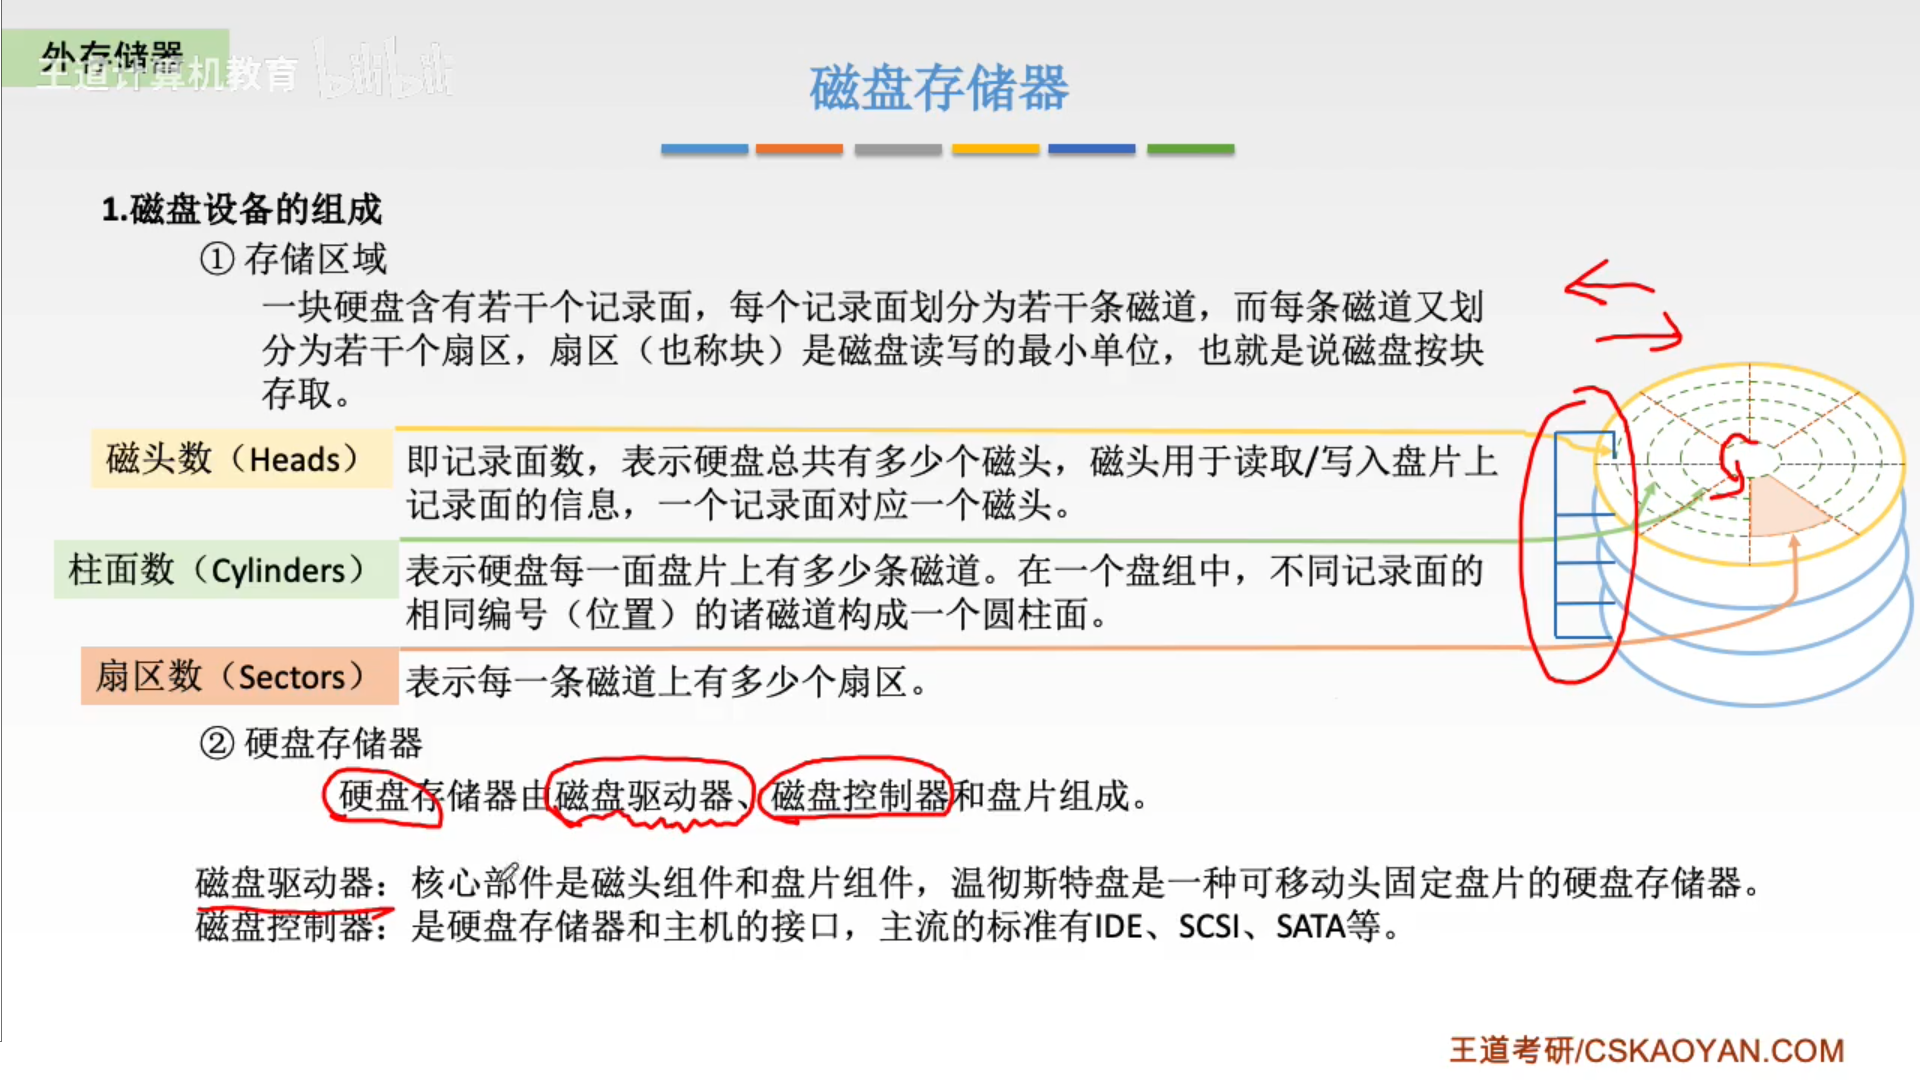 外存储器
王道计算机教育 bilibili
磁盘存储器
1.磁盘设备的组成
① 存储区域
一块硬盘含有若干个记录面，每个记录面划分为若干条磁道，而每条磁道又划
分为若干个扇区，扇区（也称块）是磁盘读写的最小单位，也就是说磁盘按块
存取。
磁头数（Heads）
即记录面数，表示硬盘总共有多少个磁头，磁头用于读取/写入盘片上
记录面的信息，一个记录面对应一个磁头。
柱面数（Cylinders）
表示硬盘每一面盘片上有多少条磁道。在一个盘组中，不同记录面的
相同编号（位置）的诸磁道构成一个圆柱面。
扇区数（Sectors）
表示每一条磁道上有多少个扇区。
② 硬盘存储器
硬盘存储器由磁盘驱动器、磁盘控制器和盘片组成。
磁盘驱动器：核心部件是磁头组件和盘片组件，温彻斯特盘是一种可移动头固定盘片的硬盘存储器。
磁盘控制器：是硬盘存储器和主机的接口，主流的标准有IDE、SCSI、SATA等。
王道考研/CSKAOYAN.COM